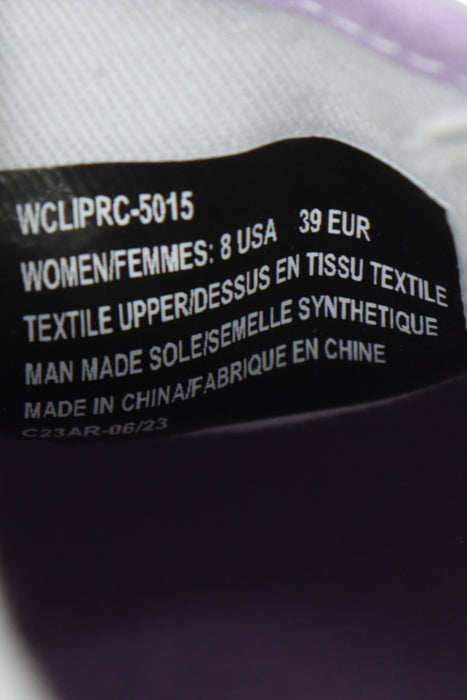 WCLIPRC-5015
WOMEN/FEMMES: 8 USA 39 EUR
TEXTILE UPPER/DESSUS EN TISSU TEXTILE
MAN MADE SOLE/SEMELLE SYNTHETIQUE
MADE IN CHINA/FABRIQUE EN CHINE
C23AR-06/23